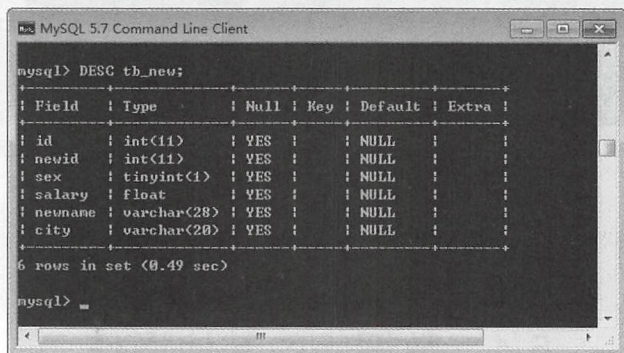 MySQL 5.7 Command Line Client
mysql> DESC tb_new;
+---------+-------------+------+-----+---------+-------+
| Field | Type | Null | Key | Default | Extra |
+---------+-------------+------+-----+---------+-------+
| id | int(11) | YES | | NULL | |
| newid | int(11) | YES | | NULL | |
| sex | tinyint(1) | YES | | NULL | |
| salary | float | YES | | NULL | |
| newname | varchar(28) | YES | | NULL | |
| city | varchar(20) | YES | | NULL | |
+---------+-------------+------+-----+---------+-------+
6 rows in set (0.49 sec)
mysql> _